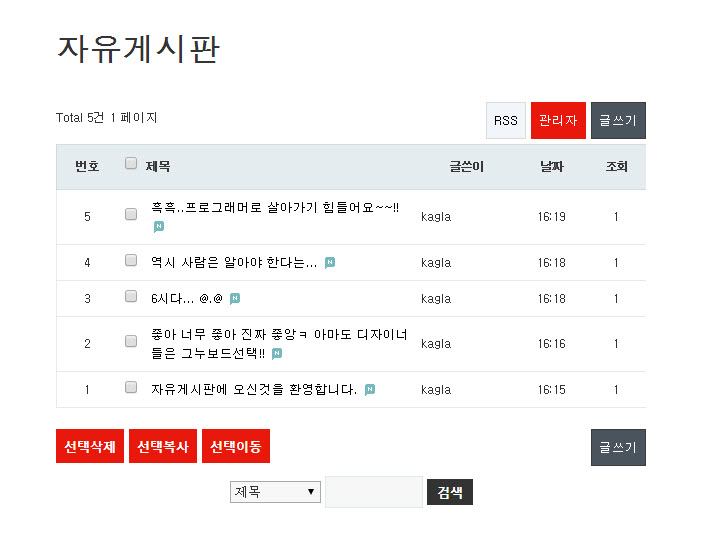 자유게시판
Total 5건 1 페이지
RSS 관리자 글쓰기
번호 제목 글쓴이 날짜 조회
5 흑흑..프로그래머로 살아가기 힘들어요~~!! kagla 16:19 1
N
4 역시 사람은 알아야 한다는... N kagla 16:18 1
3 6시다... @.@ N kagla 16:18 1
2 좋아 너무 좋아 진짜 좋앙ㅋ 아마도 디자이너 kagla 16:16 1
들은 그누보드선택!! N
1 자유게시판에 오신것을 환영합니다. N kagla 16:15 1
선택삭제 선택복사 선택이동 글쓰기
제목 검색